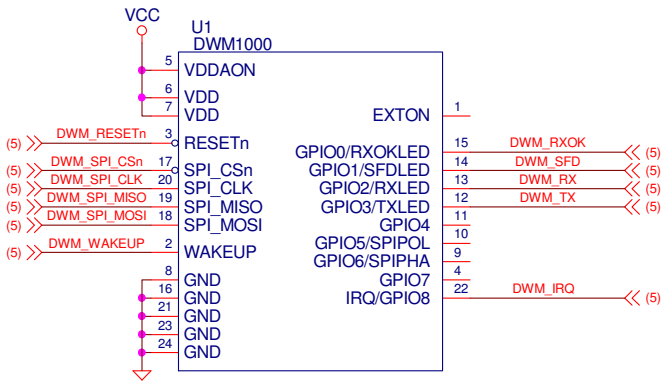 VCC
U1
DWM1000
5 VDDAON
6 VDD
7 VDD
EXTON 1
(5) DWM_RESETn 3 RESETn
GPIO0/RXOKLED 15 DWM_RXOK (5)
(5) DWM_SPI_CSn 17 SPI_CSn
GPIO1/SFDLED 14 DWM_SFD (5)
(5) DWM_SPI_CLK 20 SPI_CLK
GPIO2/RXLED 13 DWM_RX (5)
(5) DWM_SPI_MISO 19 SPI_MISO
GPIO3/TXLED 12 DWM_TX (5)
(5) DWM_SPI_MOSI 18 SPI_MOSI
GPIO4 11
GPIO5/SPIPOL 10
(5) DWM_WAKEUP 2 WAKEUP
GPIO6/SPIPHA 9
8 GND
GPIO7 4
16 GND
IRQ/GPIO8 22 DWM_IRQ (5)
21 GND
23 GND
24 GND